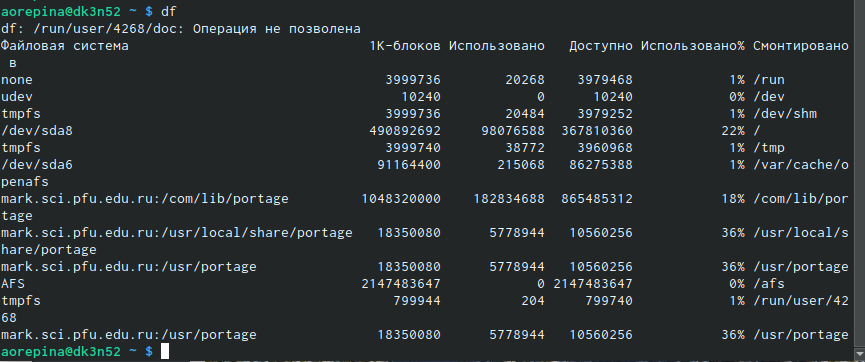 aorepina@dk3n52 ~ $ df
df: /run/user/4268/doc: Операция не позволена
Файловая система 1K-блоков Использовано Доступно Использовано% Смонтировано
в
none 3999736 20268 3979468 1% /run
udev 10240 0 10240 0% /dev
tmpfs 3999736 20484 3979252 1% /dev/shm
/dev/sda8 490892692 98076588 367810360 22% /
tmpfs 3999740 38772 3960968 1% /tmp
/dev/sda6 91164400 215068 86275388 1% /var/cache/o
penafs
mark.sci.pfu.edu.ru:/com/lib/portage 1048320000 182834688 865485312 18% /com/lib/por
tage
mark.sci.pfu.edu.ru:/usr/local/share/portage 18350080 5778944 10560256 36% /usr/local/s
hare/portage
mark.sci.pfu.edu.ru:/usr/portage 18350080 5778944 10560256 36% /usr/portage
AFS 2147483647 0 2147483647 0% /afs
tmpfs 799944 204 799740 1% /run/user/42
68
mark.sci.pfu.edu.ru:/usr/portage 18350080 5778944 10560256 36% /usr/portage
aorepina@dk3n52 ~ $